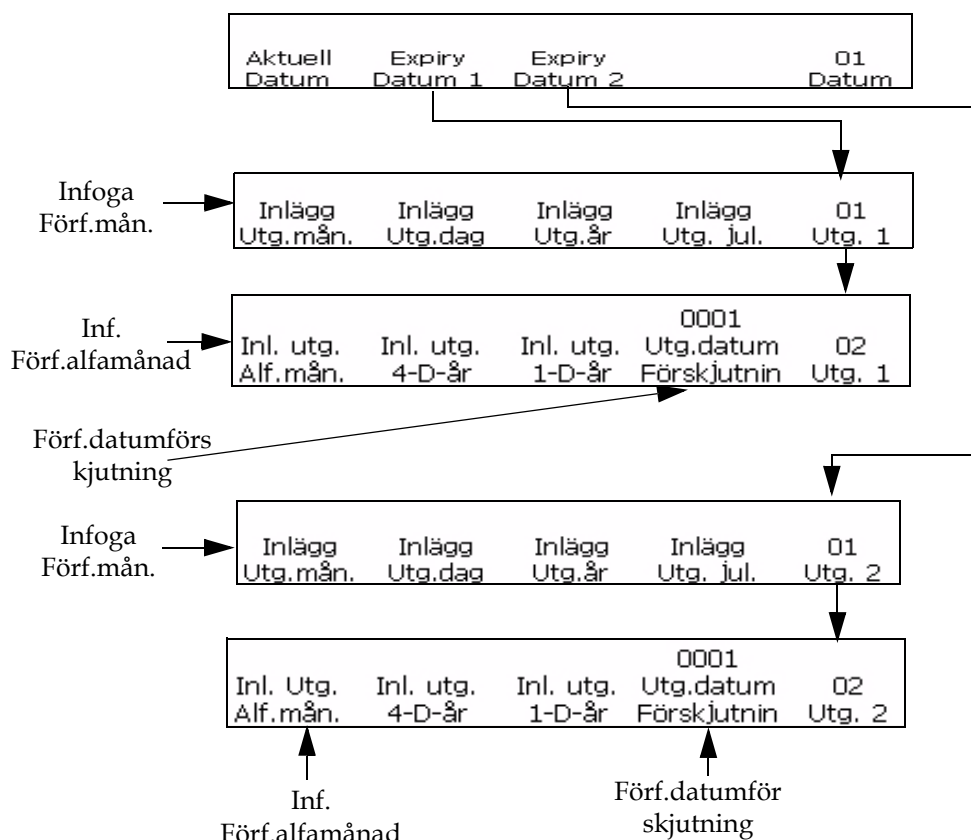 Aktuell Expiry Expiry 01
Datum Datum 1 Datum 2 Datum
Infoga
Förf.mån.
Inlägg Inlägg Inlägg Inlägg 01
Utg.mån. Utg.dag Utg.år Utg. jul. Utg. 1
Inf.
Förf.alfamånad
0001
Inl. utg. Inl. utg. Inl. utg. Utg.datum 02
Alf.mån. 4-D-år 1-D-år Förskjutnin Utg. 1
Förf.datumförs
kjutning
Infoga
Förf.mån.
Inlägg Inlägg Inlägg Inlägg 01
Utg.mån. Utg.dag Utg.år Utg. jul. Utg. 2
0001
Inl. Utg. Inl. utg. Inl. utg. Utg.datum 02
Alf.mån. 4-D-år 1-D-år Förskjutnin Utg. 2
Inf.
Förf.alfamånad
Förf.datumför
skjutning